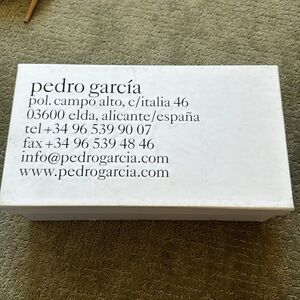 pedro garcía
pol. campo alto, c/italia 46
03600 elda, alicante/españa
tel +34 96 539 90 07
fax +34 96 539 48 46
info@pedrogarcia.com
www.pedrogarcia.com